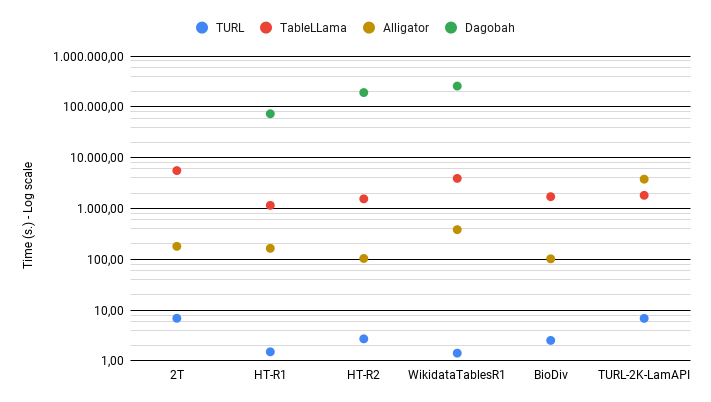 TURL TableLLama Alligator Dagobah
1.000.000,00
100.000,00
10.000,00
1.000,00
100,00
10,00
1,00
Time (s.) - Log scale
2T HT-R1 HT-R2 WikidataTablesR1 BioDiv TURL-2K-LamAPI